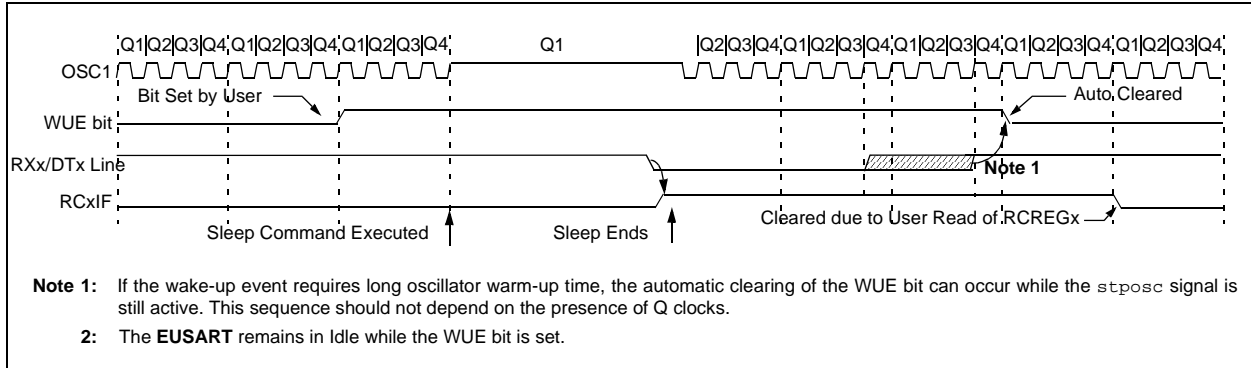 Q1|Q2|Q3|Q4|Q1|Q2|Q3|Q4|Q1|Q2|Q3|Q4 Q1 Q2|Q3|Q4|Q1|Q2|Q3|Q4|Q1|Q2|Q3|Q4|Q1|Q2|Q3|Q4|Q1|Q2|Q3|Q4
OSC1
Bit Set by User Auto Cleared
WUE bit
RXx/DTx Line
Note 1
RCxIF
Cleared due to User Read of RCREGx
Sleep Command Executed Sleep Ends
Note 1: If the wake-up event requires long oscillator warm-up time, the automatic clearing of the WUE bit can occur while the stposc signal is
still active. This sequence should not depend on the presence of Q clocks.
2: The EUSART remains in Idle while the WUE bit is set.